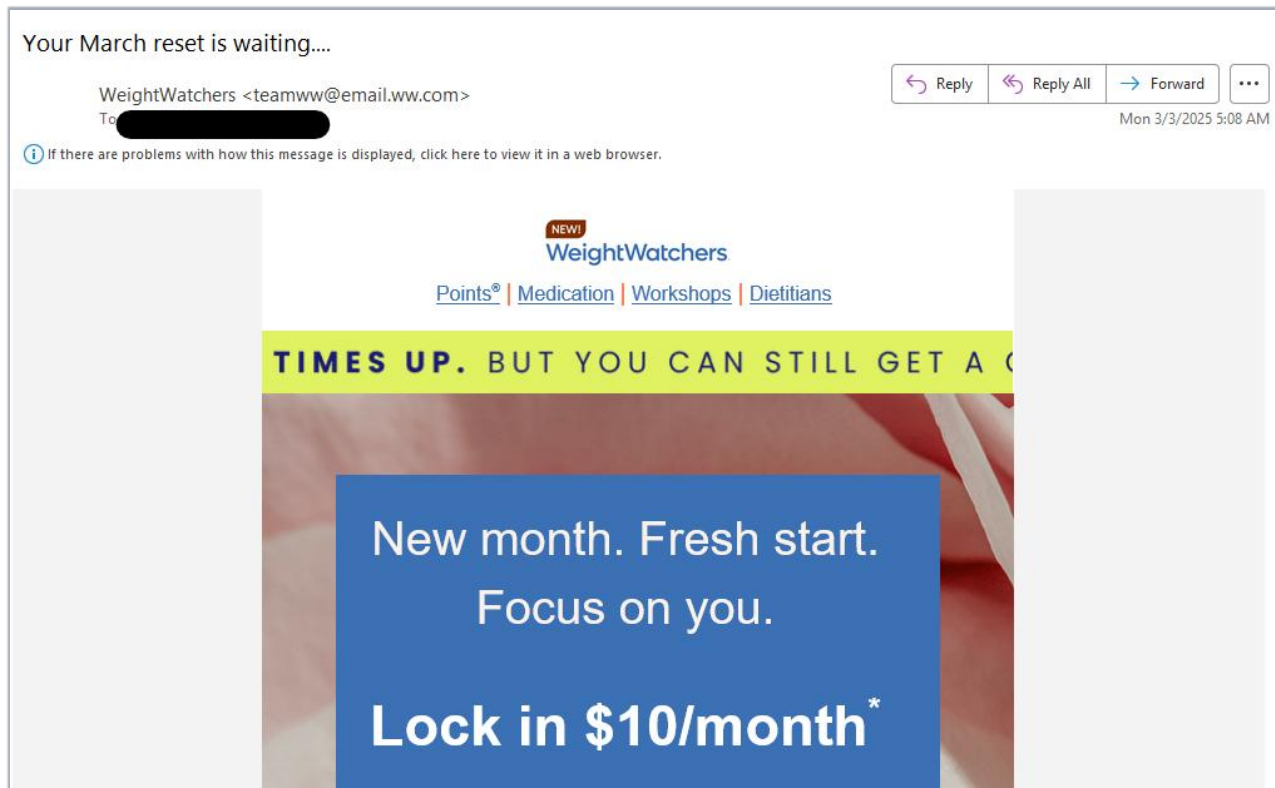 Your March reset is waiting....
WeightWatchers <teamww@email.ww.com>
Reply
Reply All
Forward
To
Mon 3/3/2025 5:08 AM
If there are problems with how this message is displayed, click here to view it in a web browser.
NEW!
WeightWatchers
Points® | Medication | Workshops | Dietitians
TIMES UP. BUT YOU CAN STILL GET A
New month. Fresh start.
Focus on you.
Lock in $10/month*